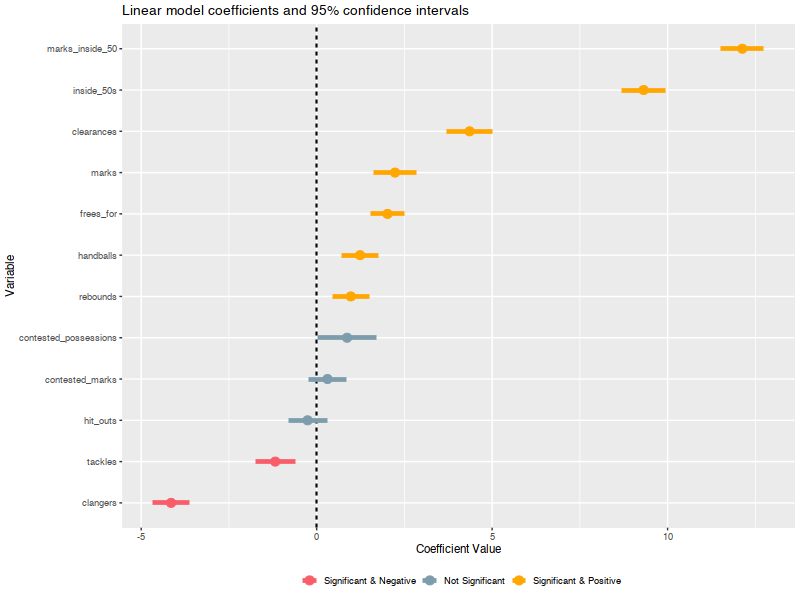 Linear model coefficients and 95% confidence intervals
marks_inside_50
inside_50s
clearances
marks
frees_for
handballs
rebounds
contested_possessions
contested_marks
hit_outs
tackles
clangers
Variable
-5 0 5 10
Coefficient Value
Significant & Negative Not Significant Significant & Positive